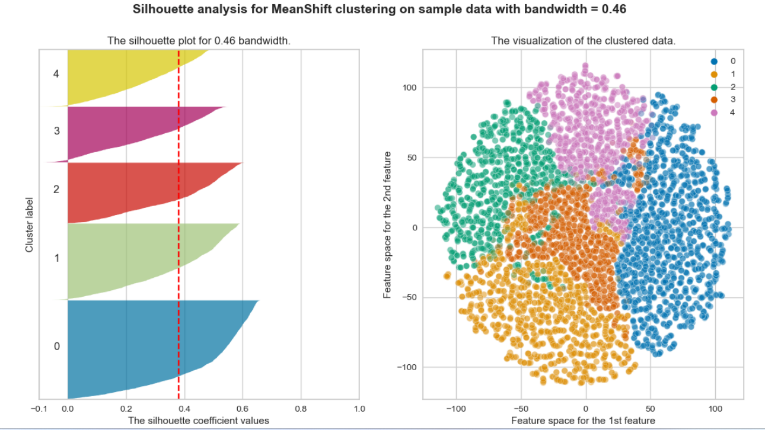 Silhouette analysis for MeanShift clustering on sample data with bandwidth = 0.46
The silhouette plot for 0.46 bandwidth.
Cluster label
4
3
2
1
0
−0.1 0.0 0.2 0.4 0.6 0.8 1.0
The silhouette coefficient values
The visualization of the clustered data.
Feature space for the 2nd feature
100
50
0
−50
−100
−100 −50 0 50 100
Feature space for the 1st feature
0
1
2
3
4